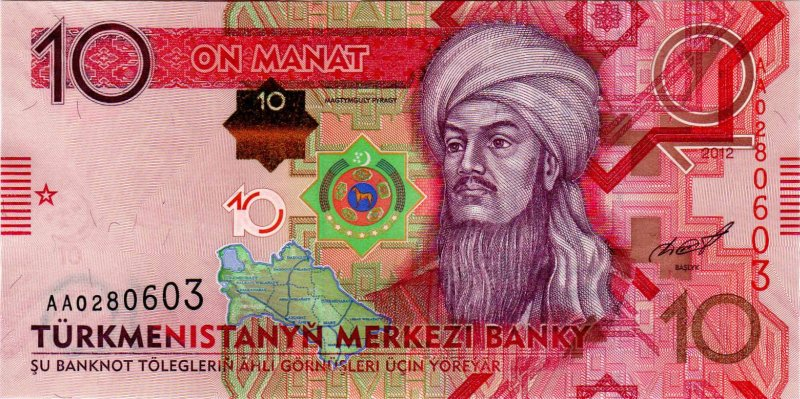 10
ON MANAT
10
MAGTYMGULY PYRAGY
10
2012
AA0280603
10
BAŞLYK
AA0280603
10
TÜRKMENISTANYŇ MERKEZI BANKY
ŞU BANKNOT TÖLEGLERIŇ ÄHLI GÖRNÜŞLERI ÜÇIN ÝÖREÝÄR